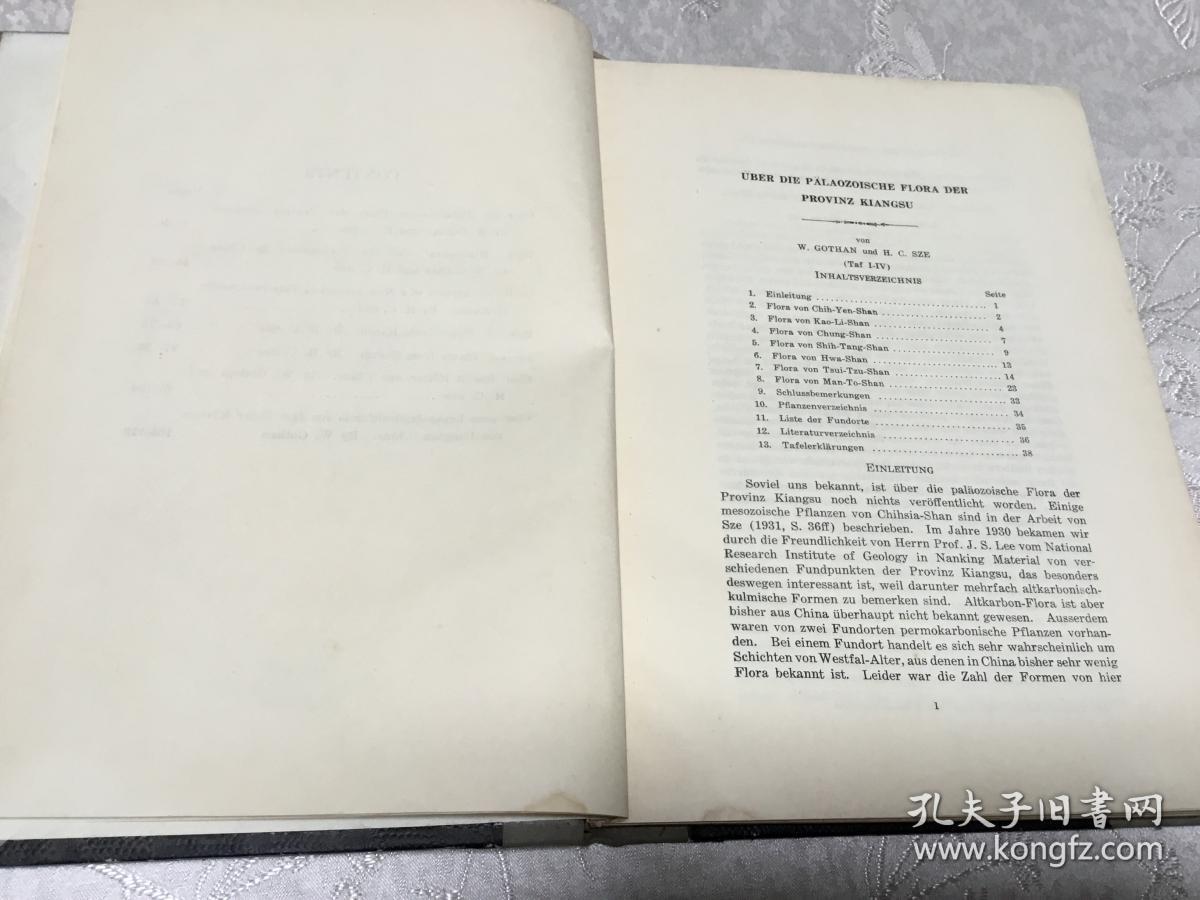 ÜBER DIE PÄLAOZOISCHE FLORA DER
PROVINZ KIANGSU
von
W. GOTHAN und H. C. SZE
(Taf I-IV)
INHALTSVERZEICHNIS
Seite
1. Einleitung 1
2. Flora von Chih-Yen-Shan 2
3. Flora von Kao-Li-Shan 4
4. Flora von Chung-Shan 7
5. Flora von Shih-Tang-Shan 9
6. Flora von Hwa-Shan 13
7. Flora von Tsui-Tzu-Shan 14
8. Flora von Man-To-Shan 23
9. Schlussbemerkungen 33
10. Pflanzenverzeichnis 34
11. Liste der Fundorte 35
12. Literaturverzeichnis 36
13. Tafelerklärungen 38
EINLEITUNG
Soviel uns bekannt, ist über die paläozoische Flora der
Provinz Kiangsu noch nichts veröffentlicht worden. Einige
mesozoische Pflanzen von Chihsia-Shan sind in der Arbeit von
Sze (1931, S. 36ff) beschrieben. Im Jahre 1930 bekamen wir
durch die Freundlichkeit von Herrn Prof. J. S. Lee vom National
Research Institute of Geology in Nanking Material von ver-
schiedenen Fundpunkten der Provinz Kiangsu, das besonders
deswegen interessant ist, weil darunter mehrfach altkarbonisch-
kulmische Formen zu bemerken sind. Altkarbon-Flora ist aber
bisher aus China überhaupt nicht bekannt gewesen. Ausserdem
waren von zwei Fundorten permokarbonische Pflanzen vorhan-
den. Bei einem Fundort handelt es sich sehr wahrscheinlich um
Schichten von Westfal-Alter, aus denen in China bisher sehr wenig
Flora bekannt ist. Leider war die Zahl der Formen von hier
1
孔夫子旧书网
www.kongfz.com